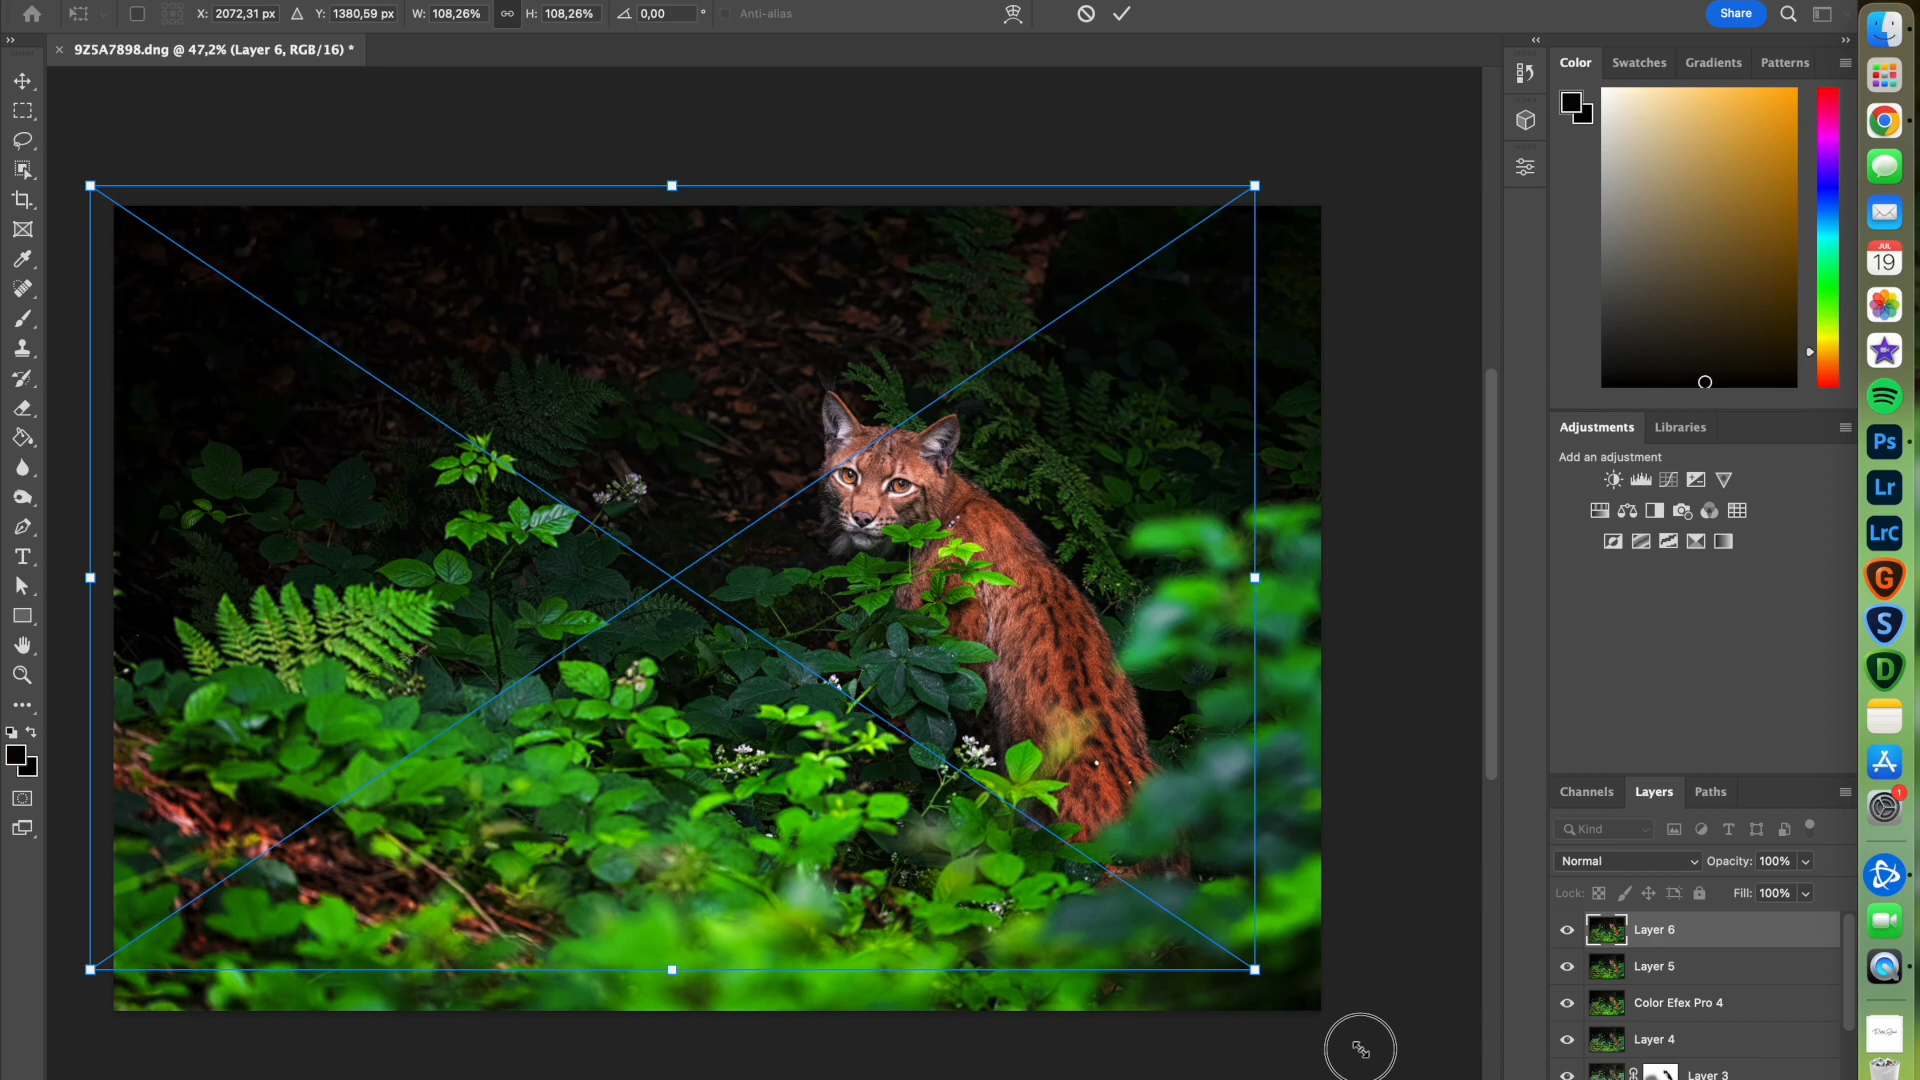 X: 2072,31 px Y: 1380,59 px W: 108,26% H: 108,26% 0,00 ° Anti-alias Share
9Z5A7898.dng @ 47,2% (Layer 6, RGB/16) *
Color Swatches Gradients Patterns
JUL
19
Adjustments Libraries
Add an adjustment
Ps
Lr
LrC
G
S
D
T
Channels Layers Paths
1
Kind T
Normal Opacity: 100%
Lock: Fill: 100%
Layer 6
Layer 5
Color Efex Pro 4
Layer 4
Layer 3